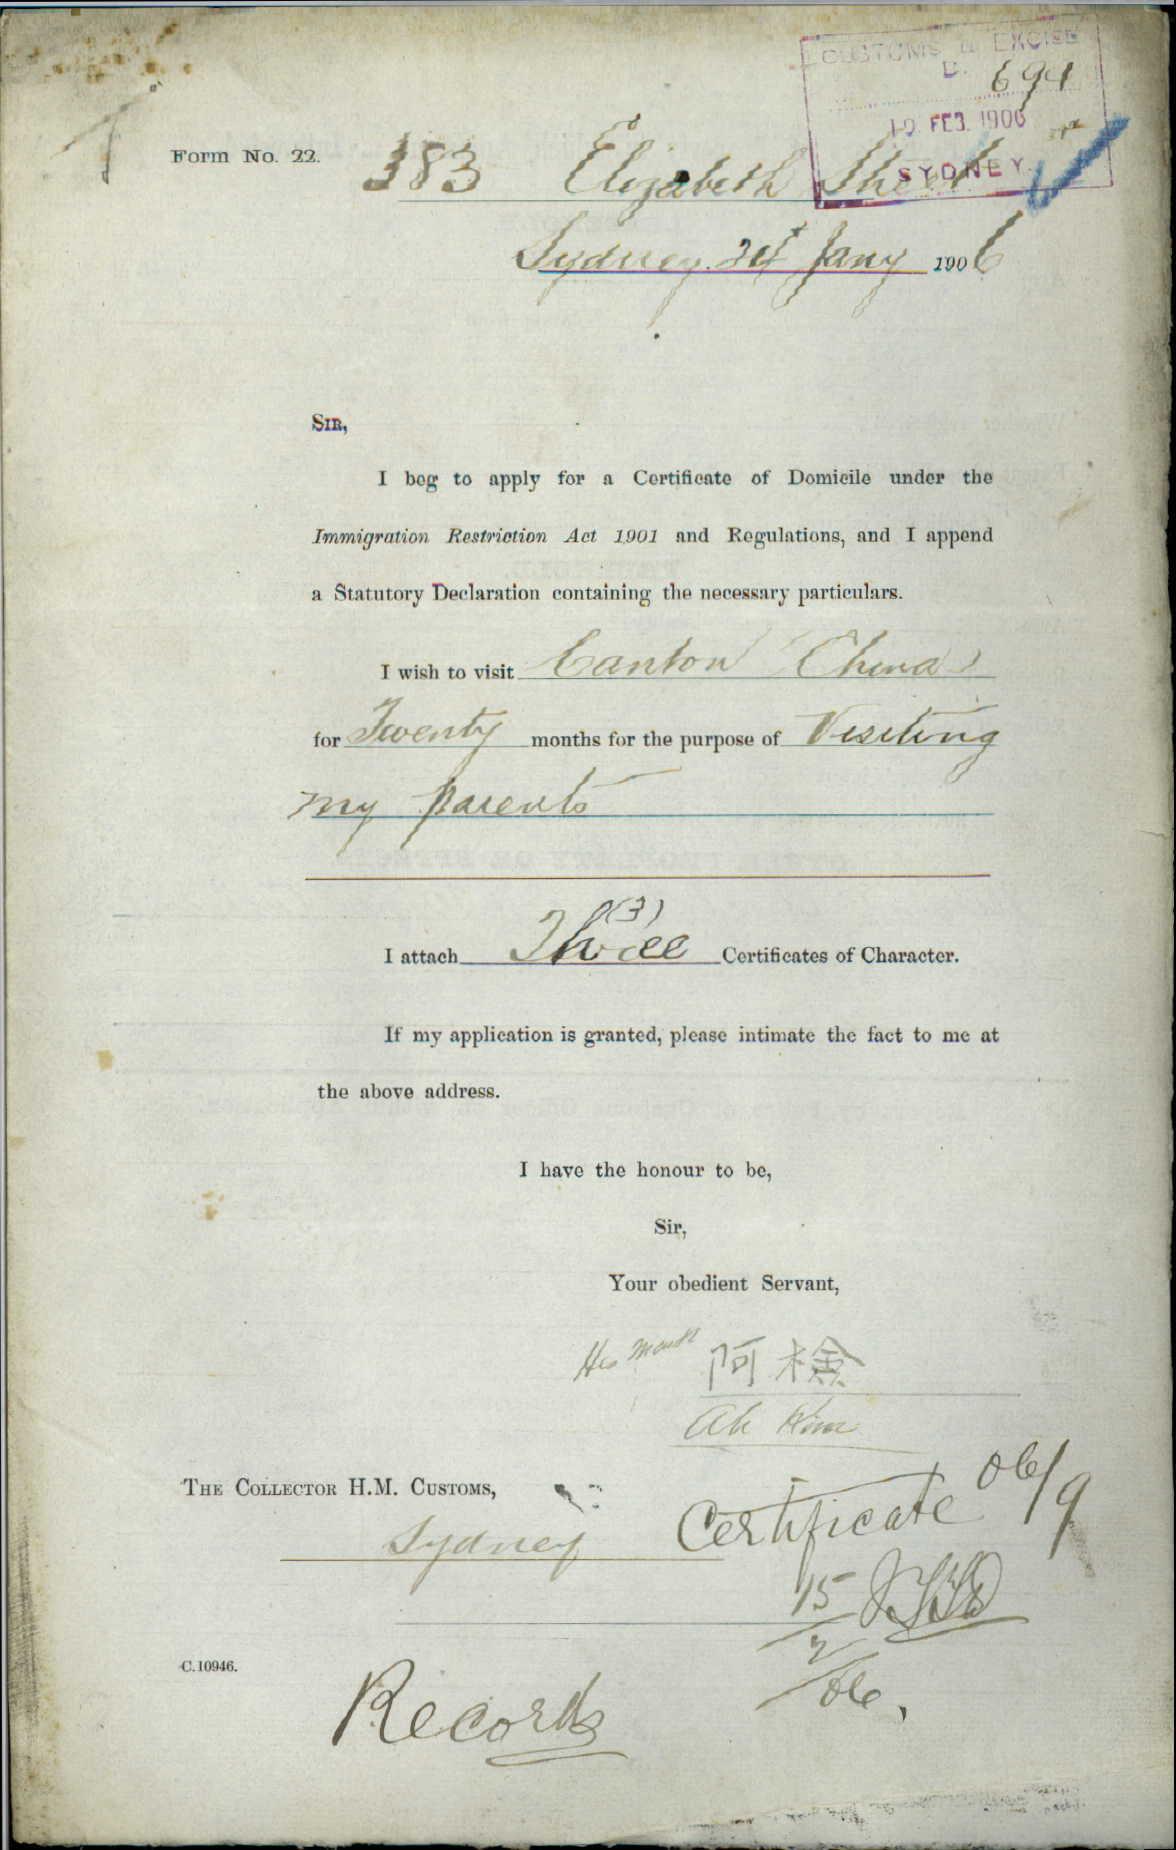 CUSTOMS & EXCISE
D. 694
10 FEB. 1906
SYDNEY
Form No. 22.
383 Elizabeth Street
Sydney. Jany 1906
SIR,
I beg to apply for a Certificate of Domicile under the
Immigration Restriction Act 1901 and Regulations, and I append
a Statutory Declaration containing the necessary particulars.
I wish to visit Canton China
for Twenty months for the purpose of Visiting
my parents
(3)
I attach Three Certificates of Character.
If my application is granted, please intimate the fact to me at
the above address.
I have the honour to be,
Sir,
Your obedient Servant,
His Mark 阿檢
Ah Kim
THE COLLECTOR H.M. CUSTOMS,
Sydney
Certificate 06/9
15
2/06.
C.10946.
Records